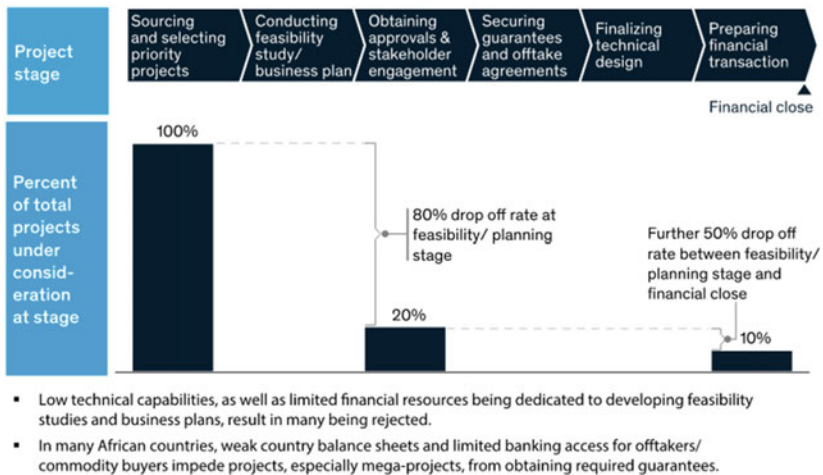 Project
stage
Sourcing
and selecting
priority
projects
Conducting
feasibility
study/
business plan
Obtaining
approvals &
stakeholder
engagement
Securing
guarantees
and offtake
agreements
Finalizing
technical
design
Preparing
financial
transaction
Financial close
Percent
of total
projects
under
consid-
eration
at stage
100%
80% drop off rate at
feasibility/ planning
stage
20%
Further 50% drop off
rate between feasibility/
planning stage and
financial close
10%
▪ Low technical capabilities, as well as limited financial resources being dedicated to developing feasibility
studies and business plans, result in many being rejected.
▪ In many African countries, weak country balance sheets and limited banking access for offtakers/
commodity buyers impede projects, especially mega-projects, from obtaining required guarantees.